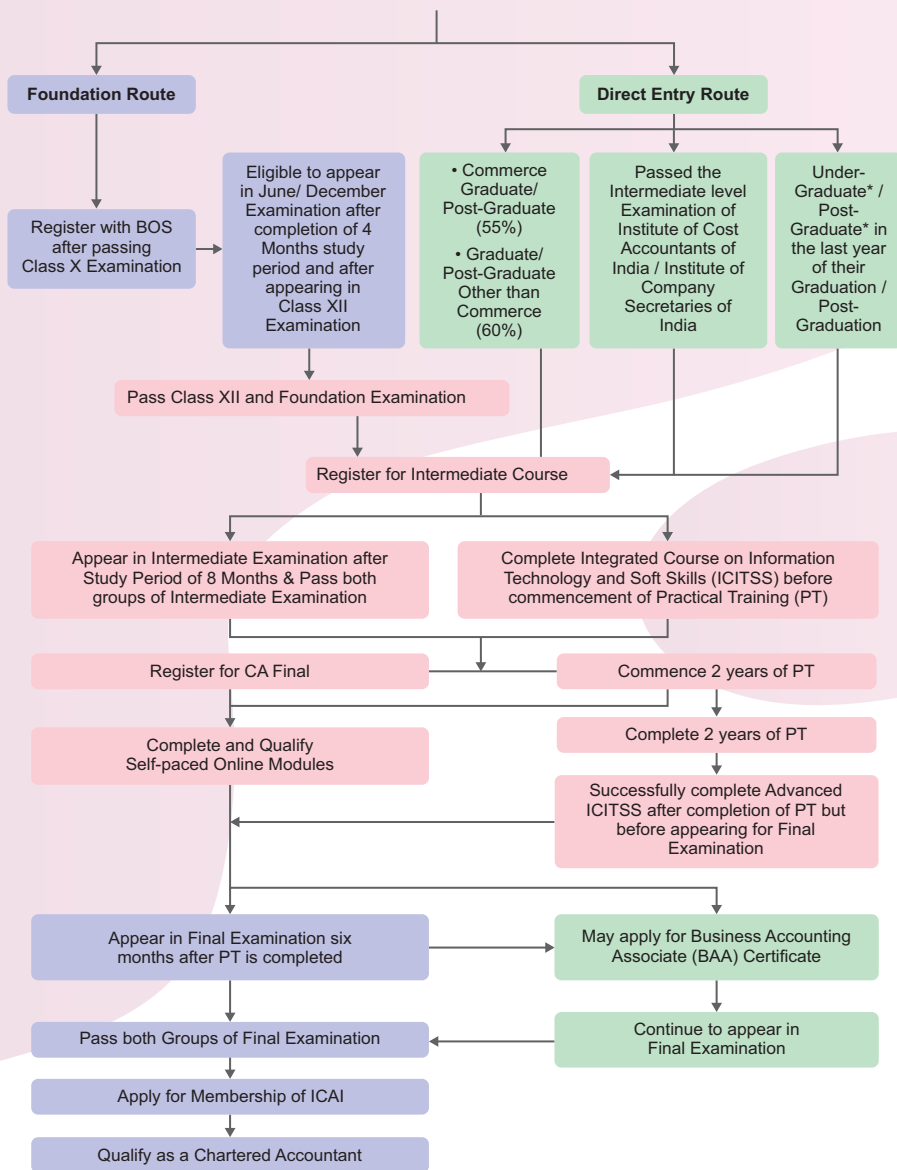 Foundation Route
Direct Entry Route
Register with BOS
after passing
Class X Examination
Eligible to appear
in June/ December
Examination after
completion of 4
Months study
period and after
appearing in
Class XII
Examination
• Commerce
Graduate/
Post-Graduate
(55%)
• Graduate/
Post-Graduate
Other than
Commerce
(60%)
Passed the
Intermediate level
Examination of
Institute of Cost
Accountants of
India / Institute of
Company
Secretaries of
India
Under-
Graduate* /
Post-
Graduate* in
the last year
of their
Graduation /
Post-
Graduation
Pass Class XII and Foundation Examination
Register for Intermediate Course
Appear in Intermediate Examination after
Study Period of 8 Months & Pass both
groups of Intermediate Examination
Complete Integrated Course on Information
Technology and Soft Skills (ICITSS) before
commencement of Practical Training (PT)
Register for CA Final
Commence 2 years of PT
Complete and Qualify
Self-paced Online Modules
Complete 2 years of PT
Successfully complete Advanced
ICITSS after completion of PT but
before appearing for Final
Examination
Appear in Final Examination six
months after PT is completed
May apply for Business Accounting
Associate (BAA) Certificate
Pass both Groups of Final Examination
Continue to appear in
Final Examination
Apply for Membership of ICAI
Qualify as a Chartered Accountant